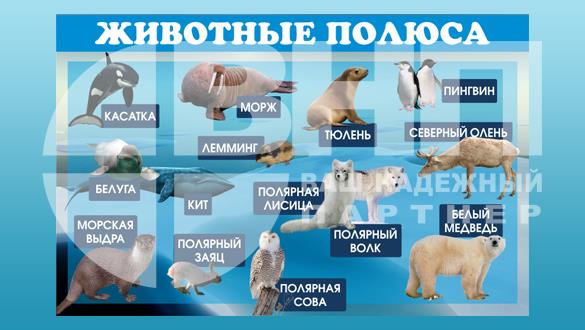 ЖИВОТНЫЕ ПОЛЮСА
КАСАТКА
МОРЖ
ТЮЛЕНЬ
ПИНГВИН
ЛЕММИНГ
СЕВЕРНЫЙ ОЛЕНЬ
БЕЛУГА
КИТ
ПОЛЯРНАЯ
ЛИСИЦА
ПОЛЯРНЫЙ
ВОЛК
БЕЛЫЙ
МЕДВЕДЬ
МОРСКАЯ
ВЫДРА
ПОЛЯРНЫЙ
ЗАЯЦ
ПОЛЯРНАЯ
СОВА
ВАШ НАДЕЖНЫЙ
ПАРТНЕР